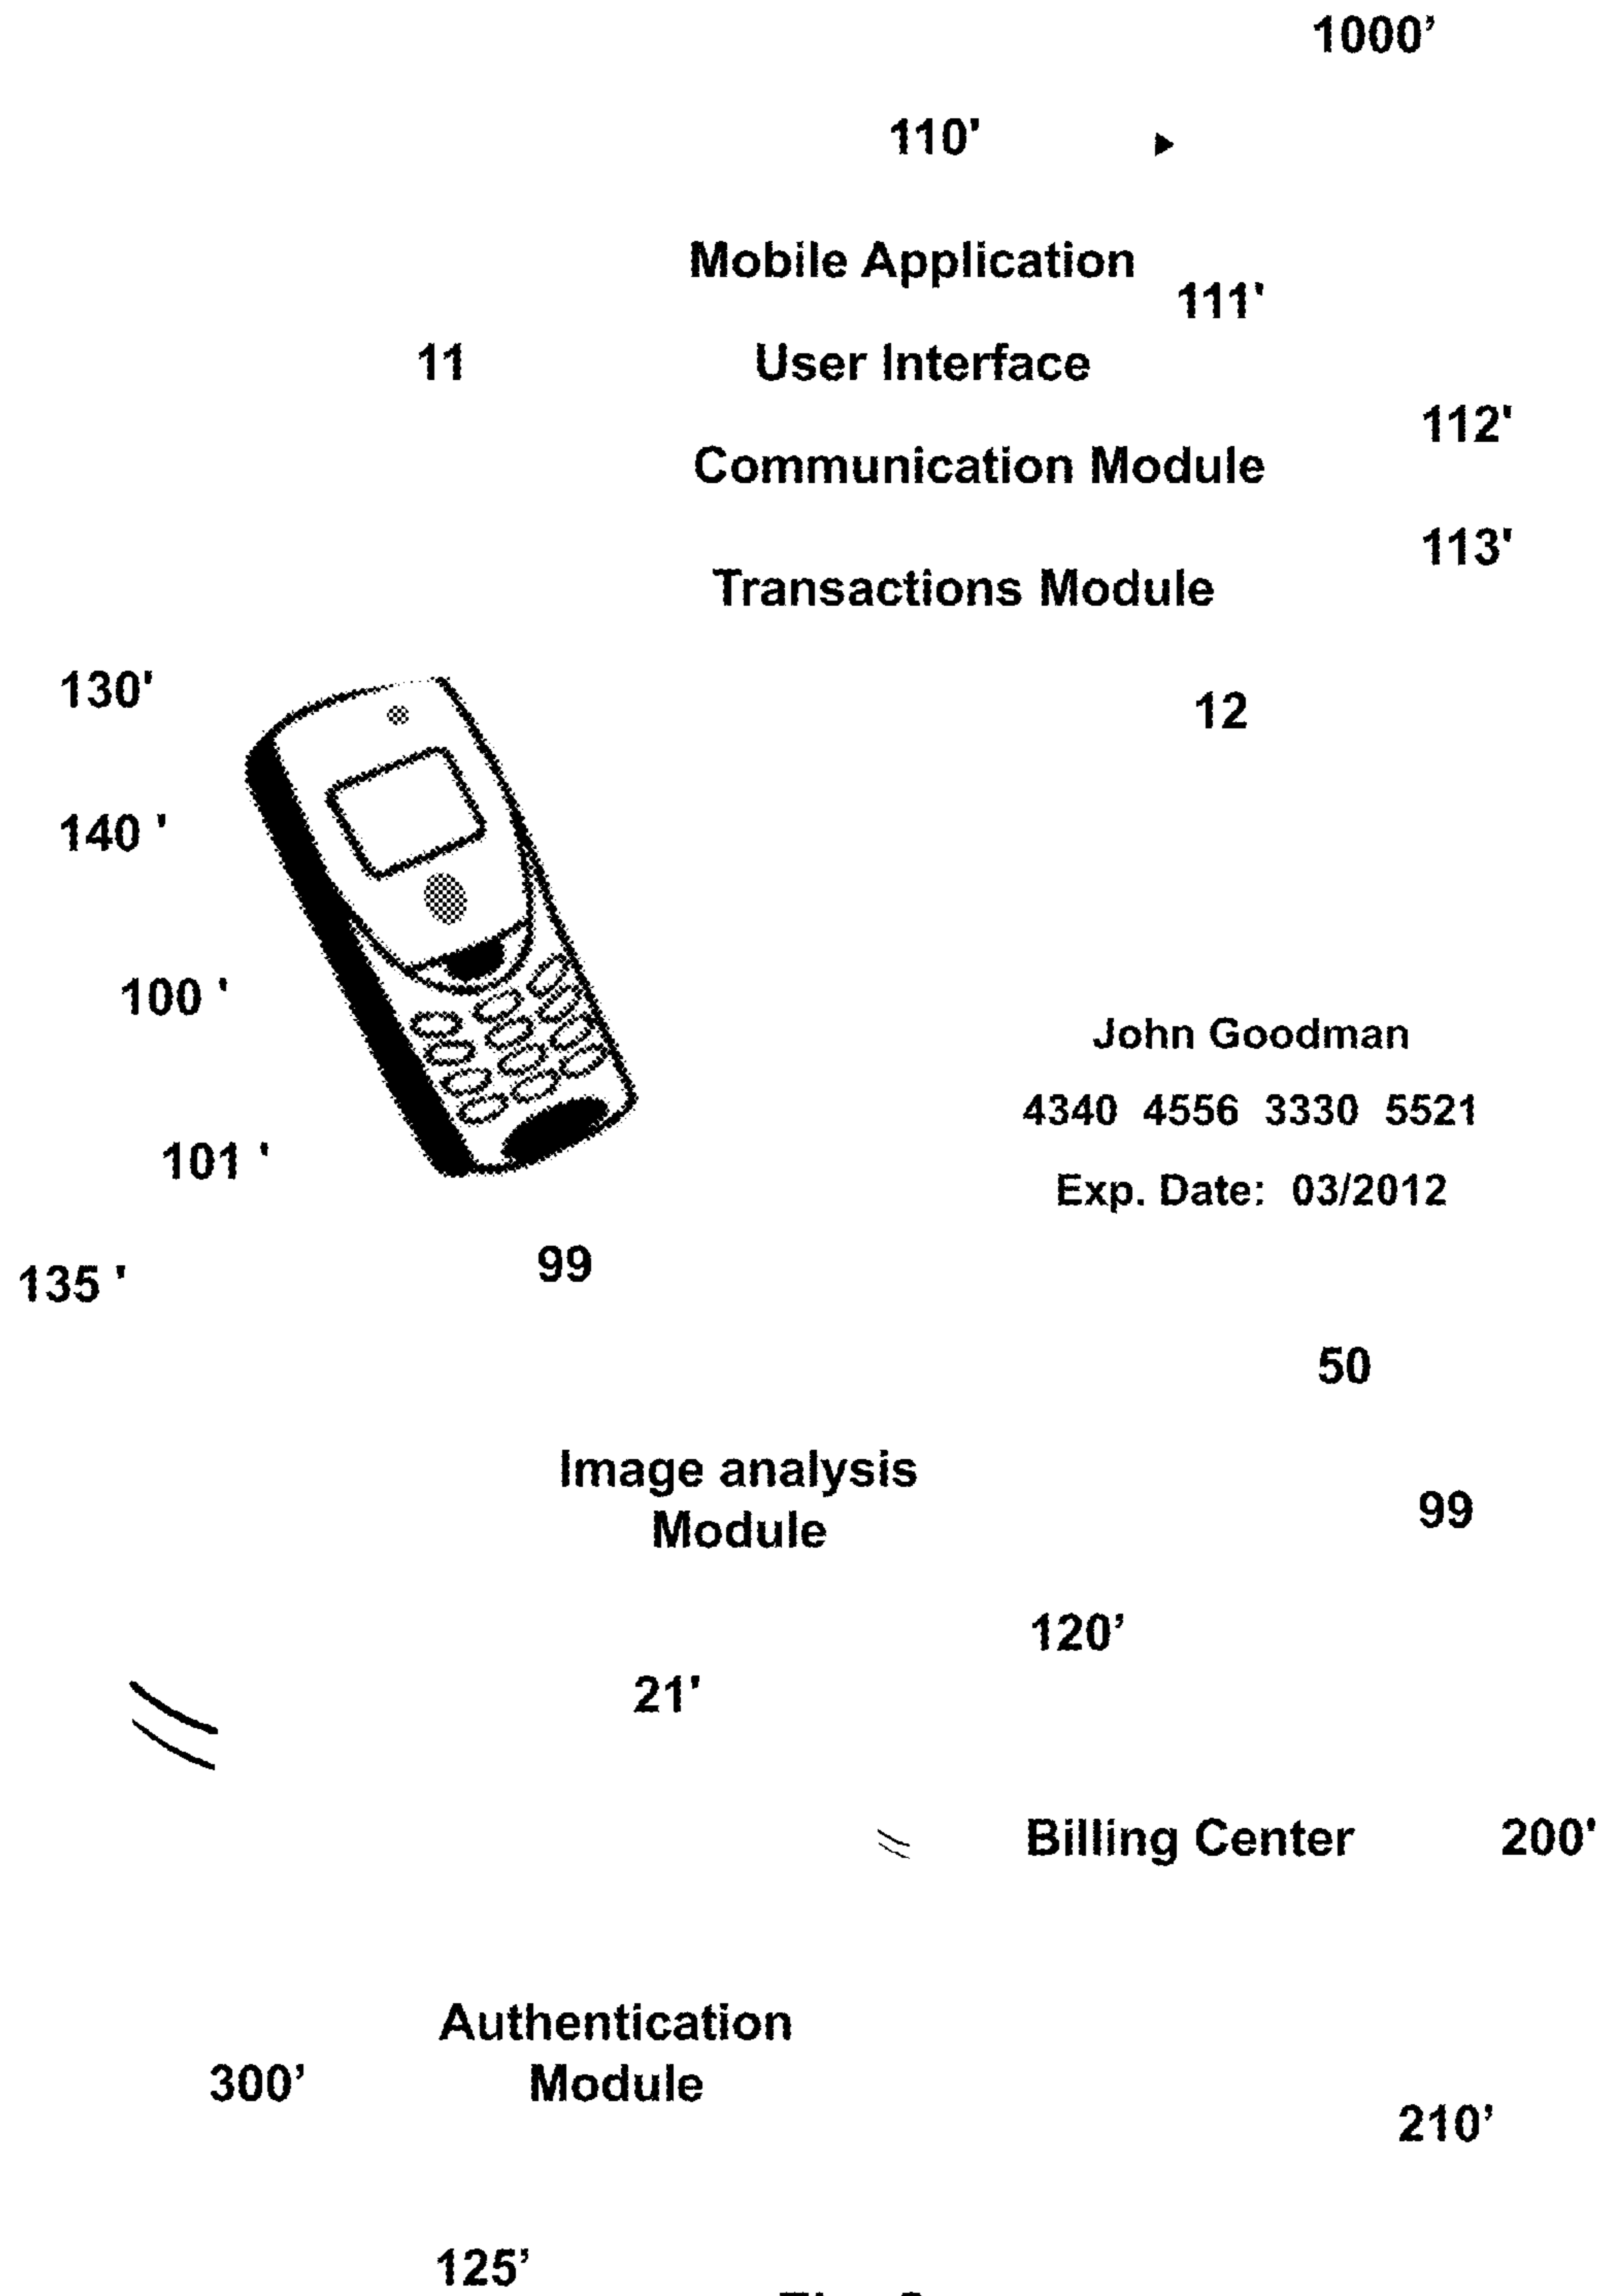 1000’
110'
Mobile Application
111'
11
User Interface
112'
Communication Module
113'
Transactions Module
130'
12
140 '
100 '
John Goodman
4340 4556 3330 5521
101 '
Exp. Date: 03/2012
99
135 '
50
Image analysis
Module
99
120’
21'
Billing Center
200'
Authentication
Module
300’
210’
125’